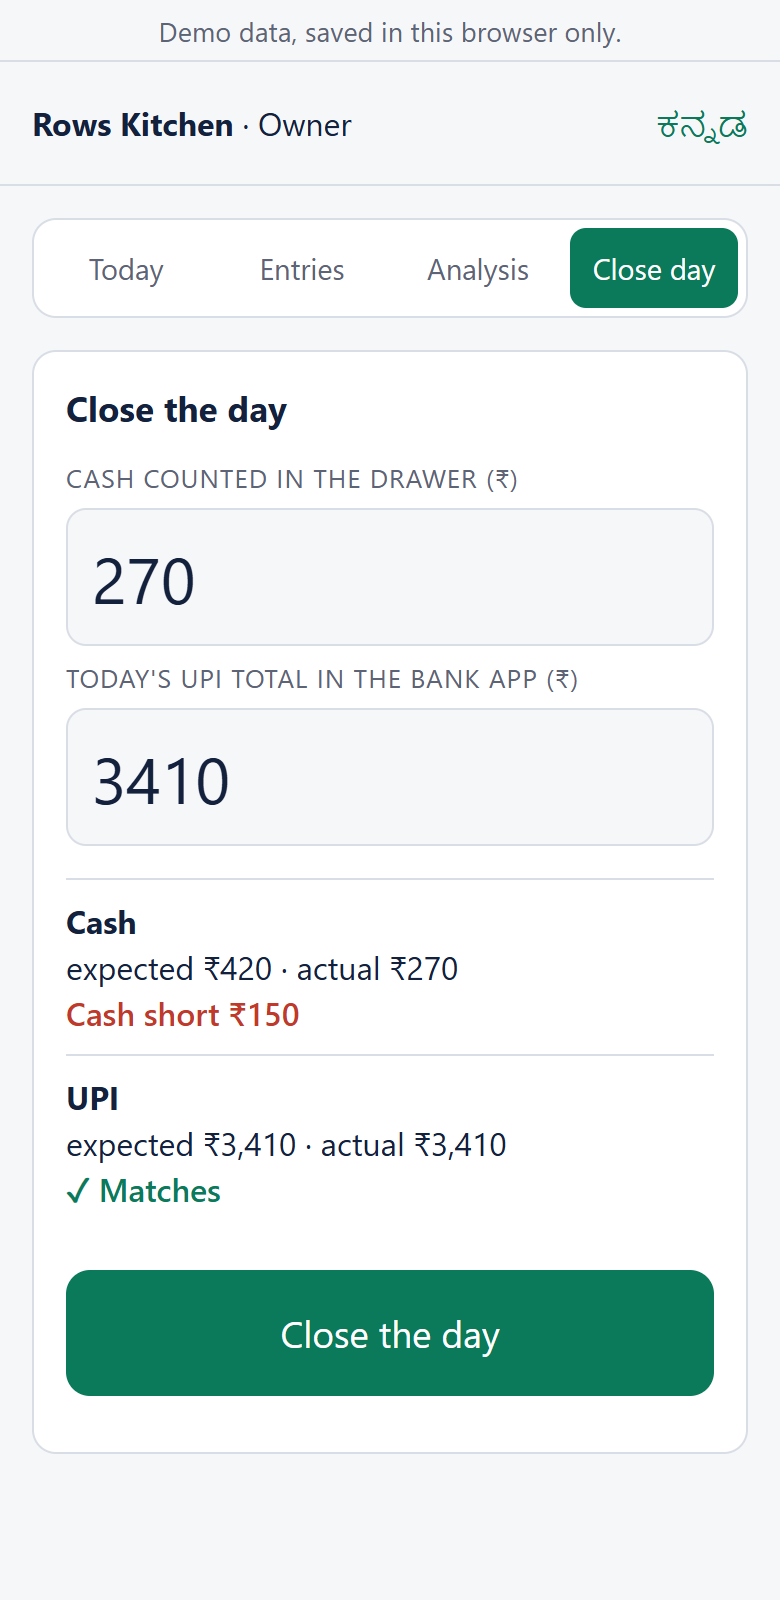 Demo data, saved in this browser only.
Rows Kitchen · Owner
ಕನ್ನಡ
Today
Entries
Analysis
Close day
Close the day
CASH COUNTED IN THE DRAWER (₹)
270
TODAY'S UPI TOTAL IN THE BANK APP (₹)
3410
Cash
expected ₹420 · actual ₹270
Cash short ₹150
UPI
expected ₹3,410 · actual ₹3,410
✓ Matches
Close the day